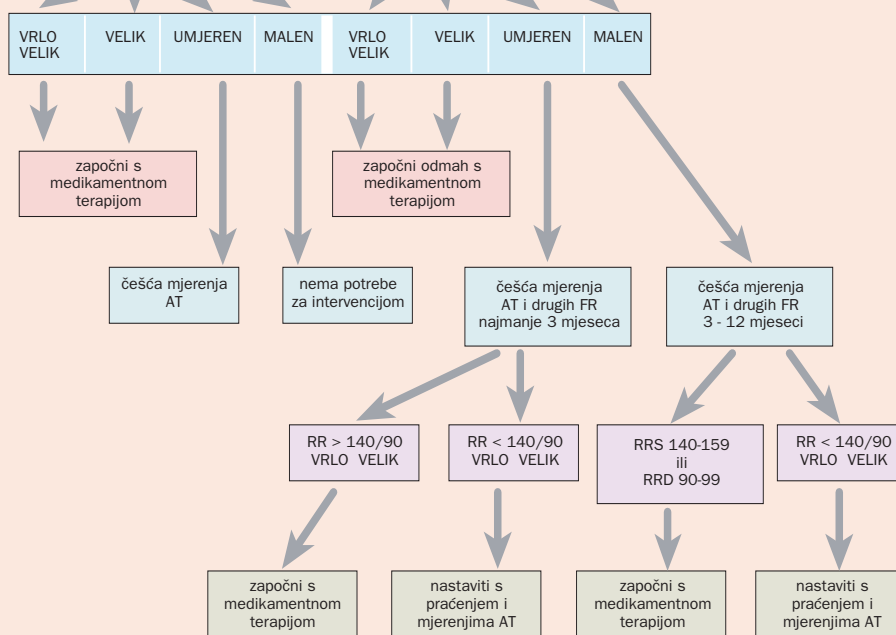 VRLO
VELIK
VELIK
UMJEREN
MALEN
VRLO
VELIK
VELIK
UMJEREN
MALEN
započni s
medikamentnom
terapijom
započni odmah s
medikamentnom
terapijom
češća mjerenja
AT
nema potrebe
za intervencijom
češća mjerenja
AT i drugih FR
najmanje 3 mjeseca
češća mjerenja
AT i drugih FR
3 - 12 mjeseci
RR > 140/90
VRLO VELIK
RR < 140/90
VRLO VELIK
RRS 140-159
ili
RRD 90-99
RR < 140/90
VRLO VELIK
započni s
medikamentnom
terapijom
nastaviti s
praćenjem i
mjerenjima AT
započni s
medikamentnom
terapijom
nastaviti s
praćenjem i
mjerenjima AT